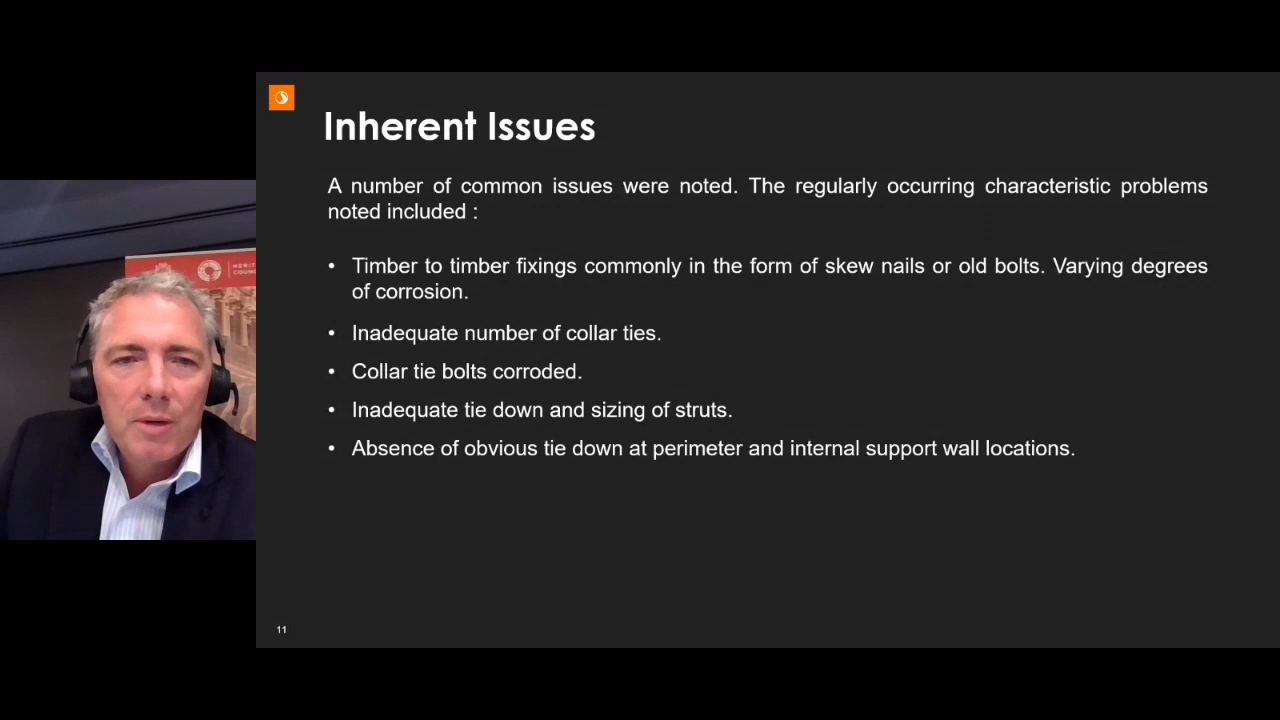 Inherent Issues
A number of common issues were noted. The regularly occurring characteristic problems
noted included :
• Timber to timber fixings commonly in the form of skew nails or old bolts. Varying degrees
of corrosion.
• Inadequate number of collar ties.
• Collar tie bolts corroded.
• Inadequate tie down and sizing of struts.
• Absence of obvious tie down at perimeter and internal support wall locations.
11